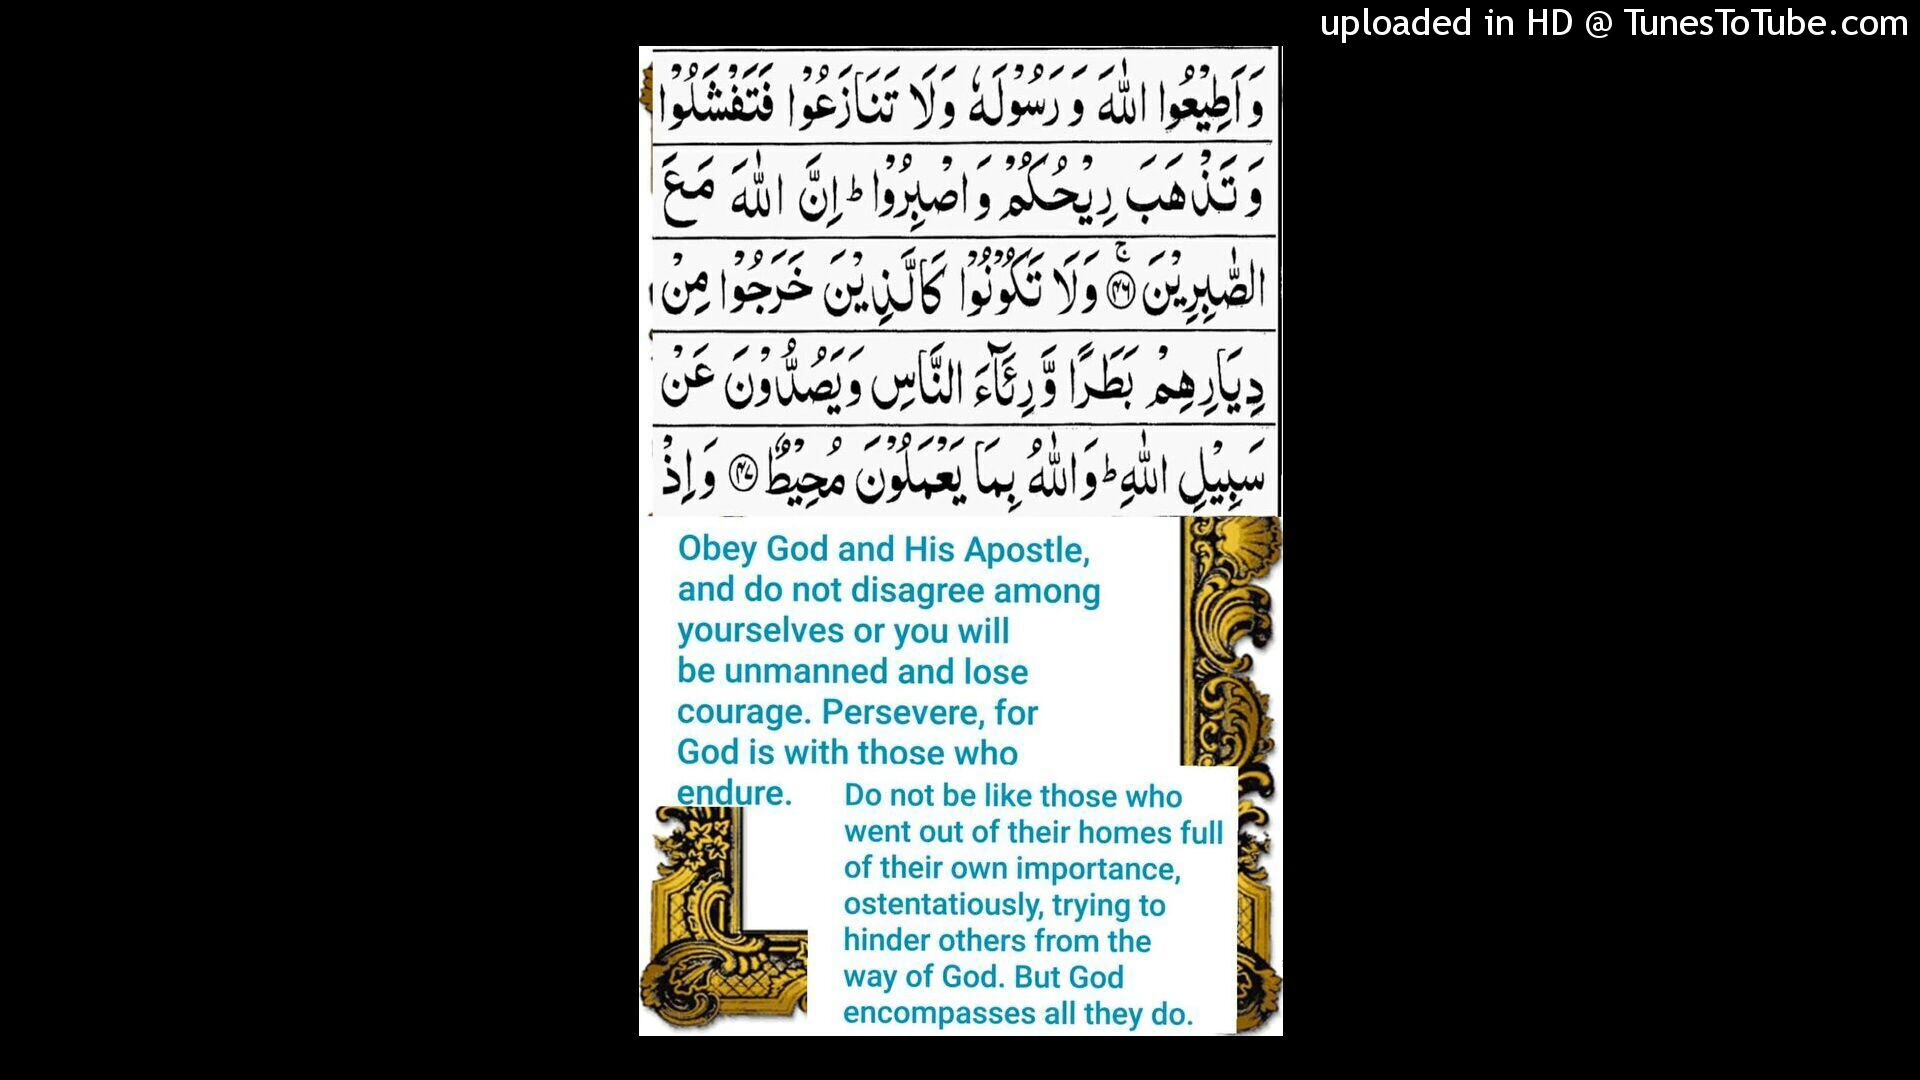 uploaded in HD @ TunesToTube.com
وَاَطِيْعُوا اللّٰهَ وَ رَسُوْلَهٗ وَلَا تَنَازَعُوْا فَتَفْشَلُوْا
وَ تَذْهَبَ رِيْحُكُمْ وَ اصْبِرُوْا ؕ اِنَّ اللّٰهَ مَعَ
الصّٰبِرِيْنَ ۚ‏﴿۴۶﴾ وَلَا تَكُوْنُوْا كَالَّذِيْنَ خَرَجُوْا مِنْ
دِيَارِهِمْ بَطَرًا وَّرِئَآءَ النَّاسِ وَيَصُدُّوْنَ عَنْ
سَبِيْلِ اللّٰهِ ؕ وَاللّٰهُ بِمَا يَعْمَلُوْنَ مُحِيْطٌ ﴿۴۷﴾ وَاِذْ
Obey God and His Apostle,
and do not disagree among
yourselves or you will
be unmanned and lose
courage. Persevere, for
God is with those who
endure.
Do not be like those who
went out of their homes full
of their own importance,
ostentatiously, trying to
hinder others from the
way of God. But God
encompasses all they do.